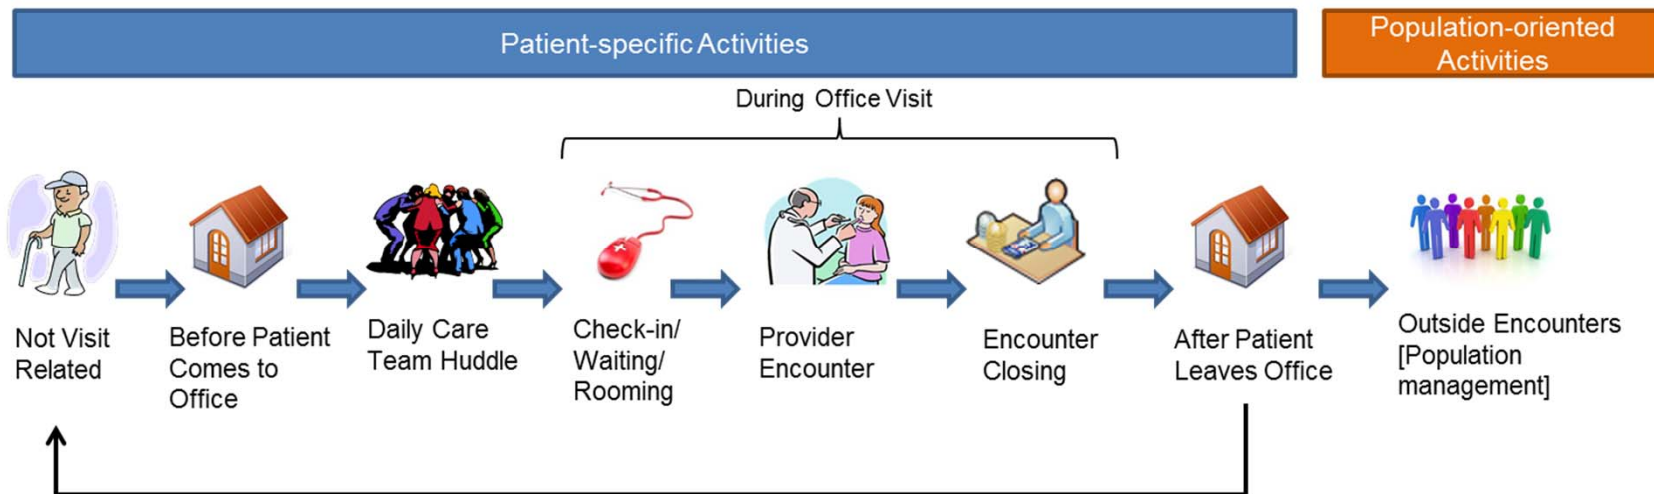 Patient-specific Activities
Population-oriented
Activities
During Office Visit
Not Visit
Related
Before Patient
Comes to
Office
Daily Care
Team Huddle
Check-in/
Waiting/
Rooming
Provider
Encounter
Encounter
Closing
After Patient
Leaves Office
Outside Encounters
[Population
management]